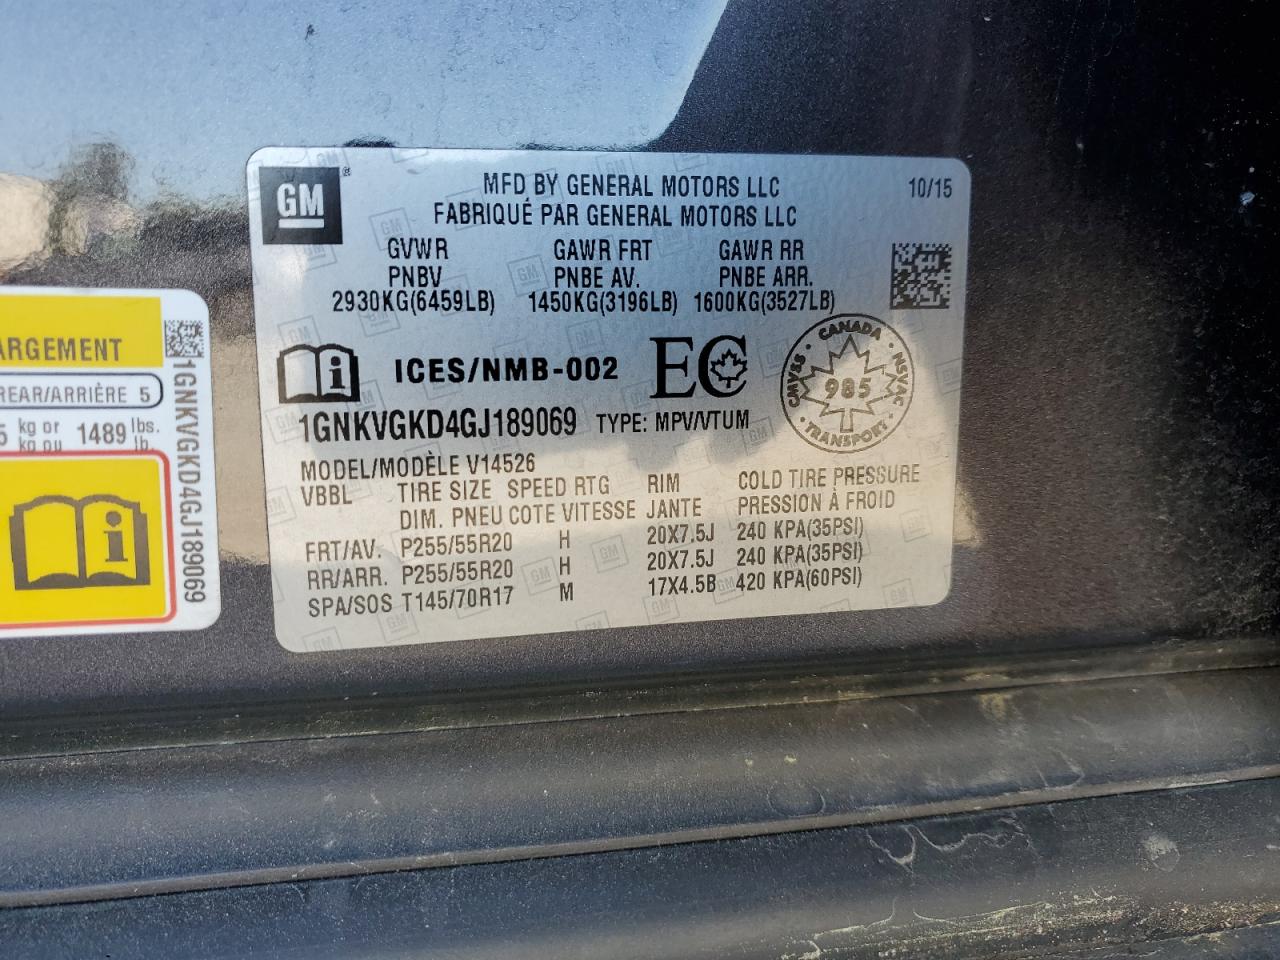 GM
MFD BY GENERAL MOTORS LLC
10/15
FABRIQUÉ PAR GENERAL MOTORS LLC
GVWR GAWR FRT GAWR RR
PNBV PNBE AV. PNBE ARR.
2930KG(6459LB) 1450KG(3196LB) 1600KG(3527LB)
ICES/NMB-002 EC
CANADA
CMVSS 985 NSVAC
TRANSPORT
1GNKVGKD4GJ189069 TYPE: MPV/VTUM
MODEL/MODÈLE V14526
VBBL TIRE SIZE SPEED RTG RIM COLD TIRE PRESSURE
DIM. PNEU COTE VITESSE JANTE PRESSION À FROID
FRT/AV. P255/55R20 H 20X7.5J 240 KPA(35PSI)
RR/ARR. P255/55R20 H 20X7.5J 240 KPA(35PSI)
SPA/SOS T145/70R17 M 17X4.5B 420 KPA(60PSI)
ARGEMENT
REAR/ARRIÈRE 5
5 kg or 1489 lbs.
kg ou lb.
1GNKVGKD4GJ189069